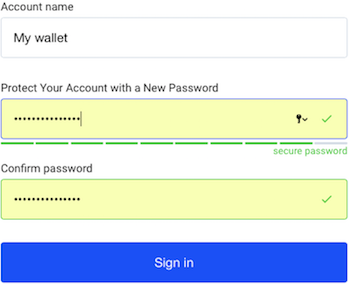 Account name
My wallet
Protect Your Account with a New Password
•••••••••••••••
secure password
Confirm password
•••••••••••••••
Sign in